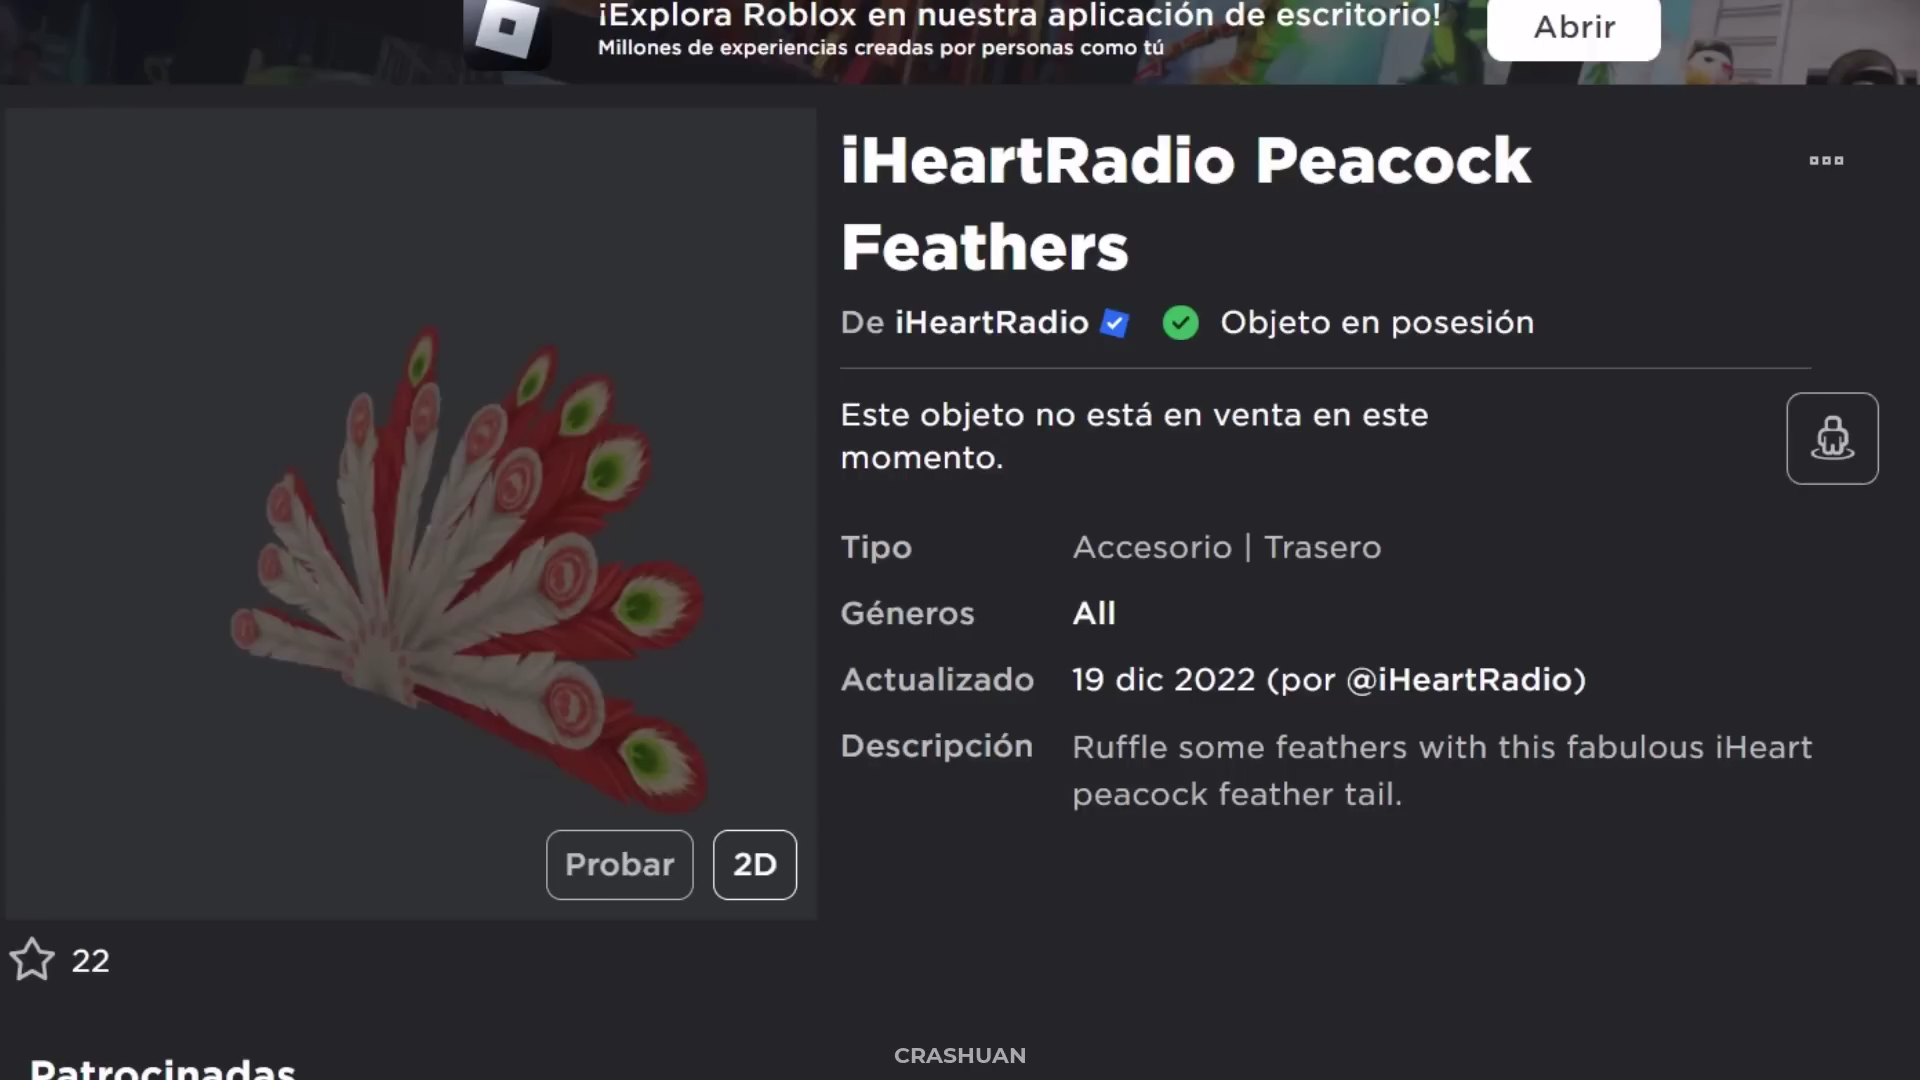 ¡Explora Roblox en nuestra aplicación de escritorio!
Millones de experiencias creadas por personas como tú
Abrir
iHeartRadio Peacock
Feathers
De iHeartRadio Objeto en posesión
Este objeto no está en venta en este
momento.
Tipo Accesorio | Trasero
Géneros All
Actualizado 19 dic 2022 (por @iHeartRadio)
Descripción Ruffle some feathers with this fabulous iHeart
peacock feather tail.
Probar 2D
22
Patrocinadas
CRASHUAN